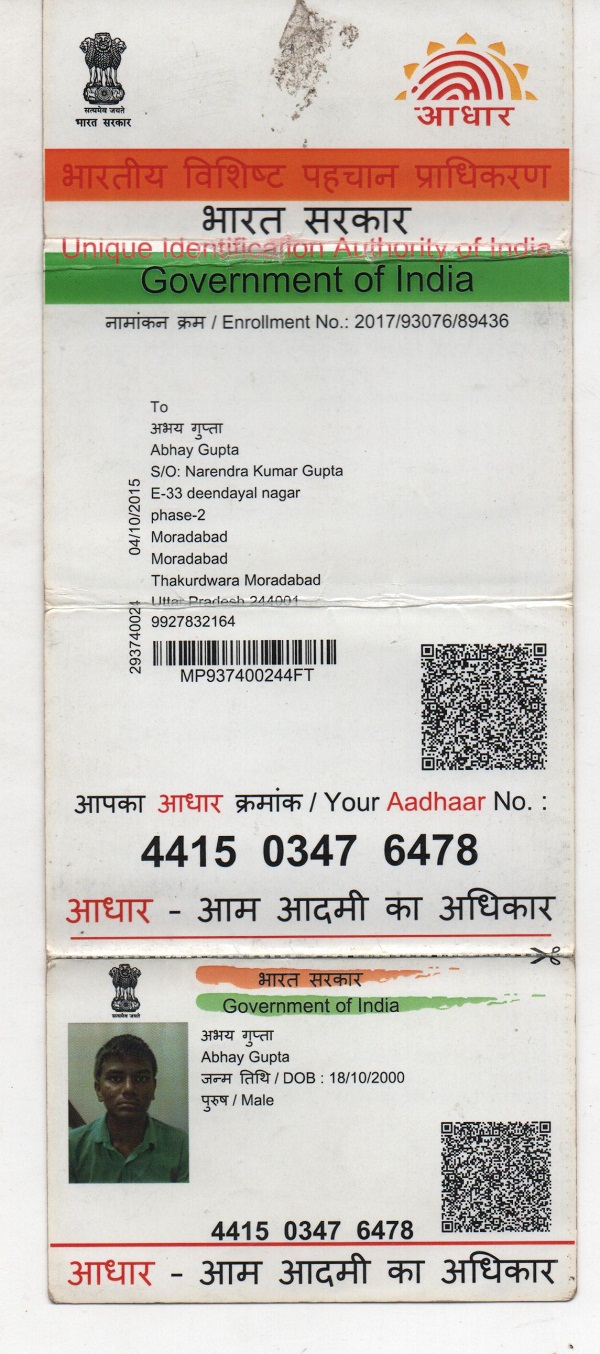 सत्यमेव जयते
भारत सरकार
आधार
भारतीय विशिष्ट पहचान प्राधिकरण
भारत सरकार
Unique Identification Authority of India
Government of India
नामांकन क्रम / Enrollment No.: 2017/93076/89436
To
अभय गुप्ता
Abhay Gupta
S/O: Narendra Kumar Gupta
E-33 deendayal nagar
phase-2
Moradabad
Moradabad
Thakurdwara Moradabad
Uttar Pradesh 244001
9927832164
04/10/2015
29374002
MP937400244FT
आपका आधार क्रमांक / Your Aadhaar No. :
4415 0347 6478
आधार - आम आदमी का अधिकार
सत्यमेव जयते
भारत सरकार
Government of India
अभय गुप्ता
Abhay Gupta
जन्म तिथि / DOB : 18/10/2000
पुरुष / Male
4415 0347 6478
आधार - आम आदमी का अधिकार